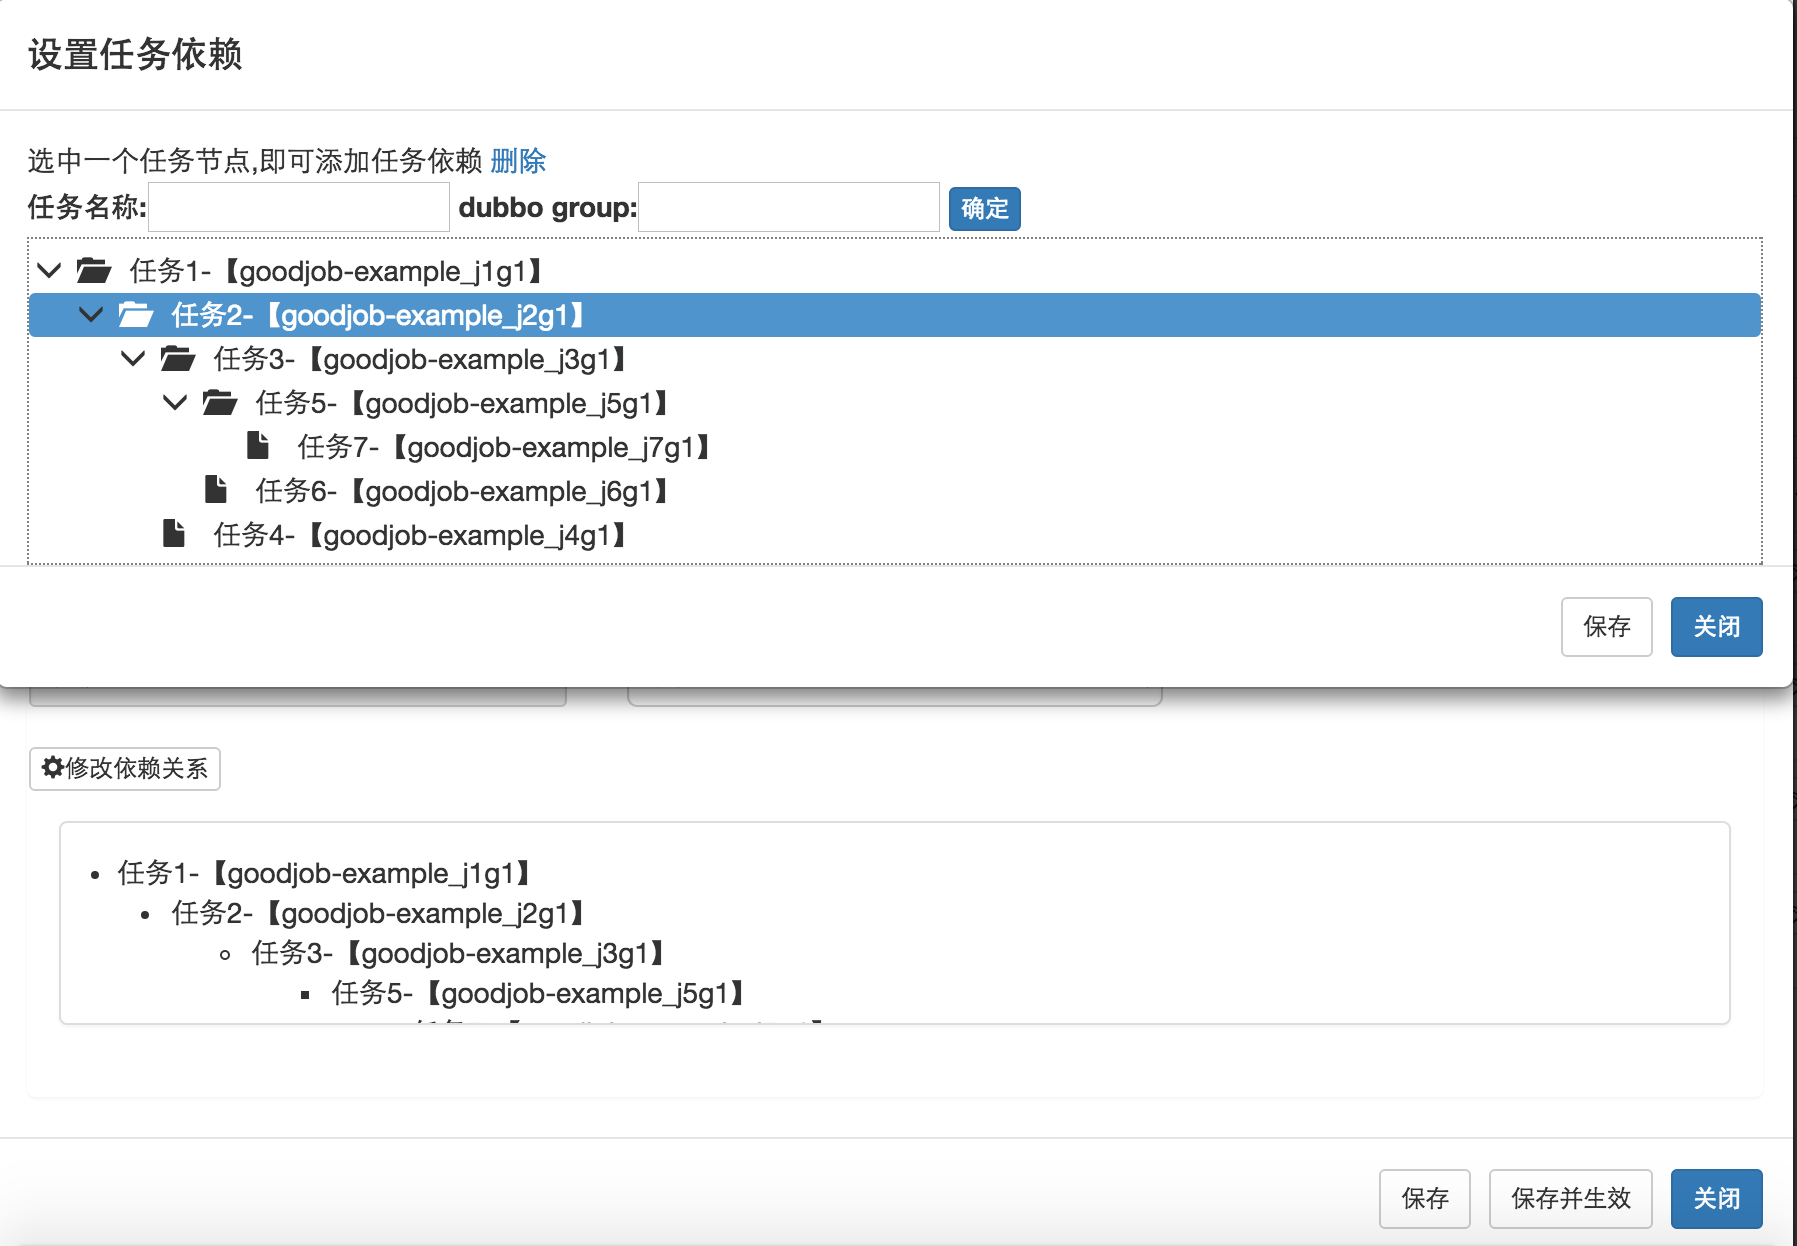 设置任务依赖
选中一个任务节点,即可添加任务依赖 删除
任务名称: dubbo group: 确定
任务1-【goodjob-example_j1g1】
任务2-【goodjob-example_j2g1】
任务3-【goodjob-example_j3g1】
任务5-【goodjob-example_j5g1】
任务7-【goodjob-example_j7g1】
任务6-【goodjob-example_j6g1】
任务4-【goodjob-example_j4g1】
保存 关闭
修改依赖关系
任务1-【goodjob-example_j1g1】
任务2-【goodjob-example_j2g1】
任务3-【goodjob-example_j3g1】
任务5-【goodjob-example_j5g1】
保存 保存并生效 关闭